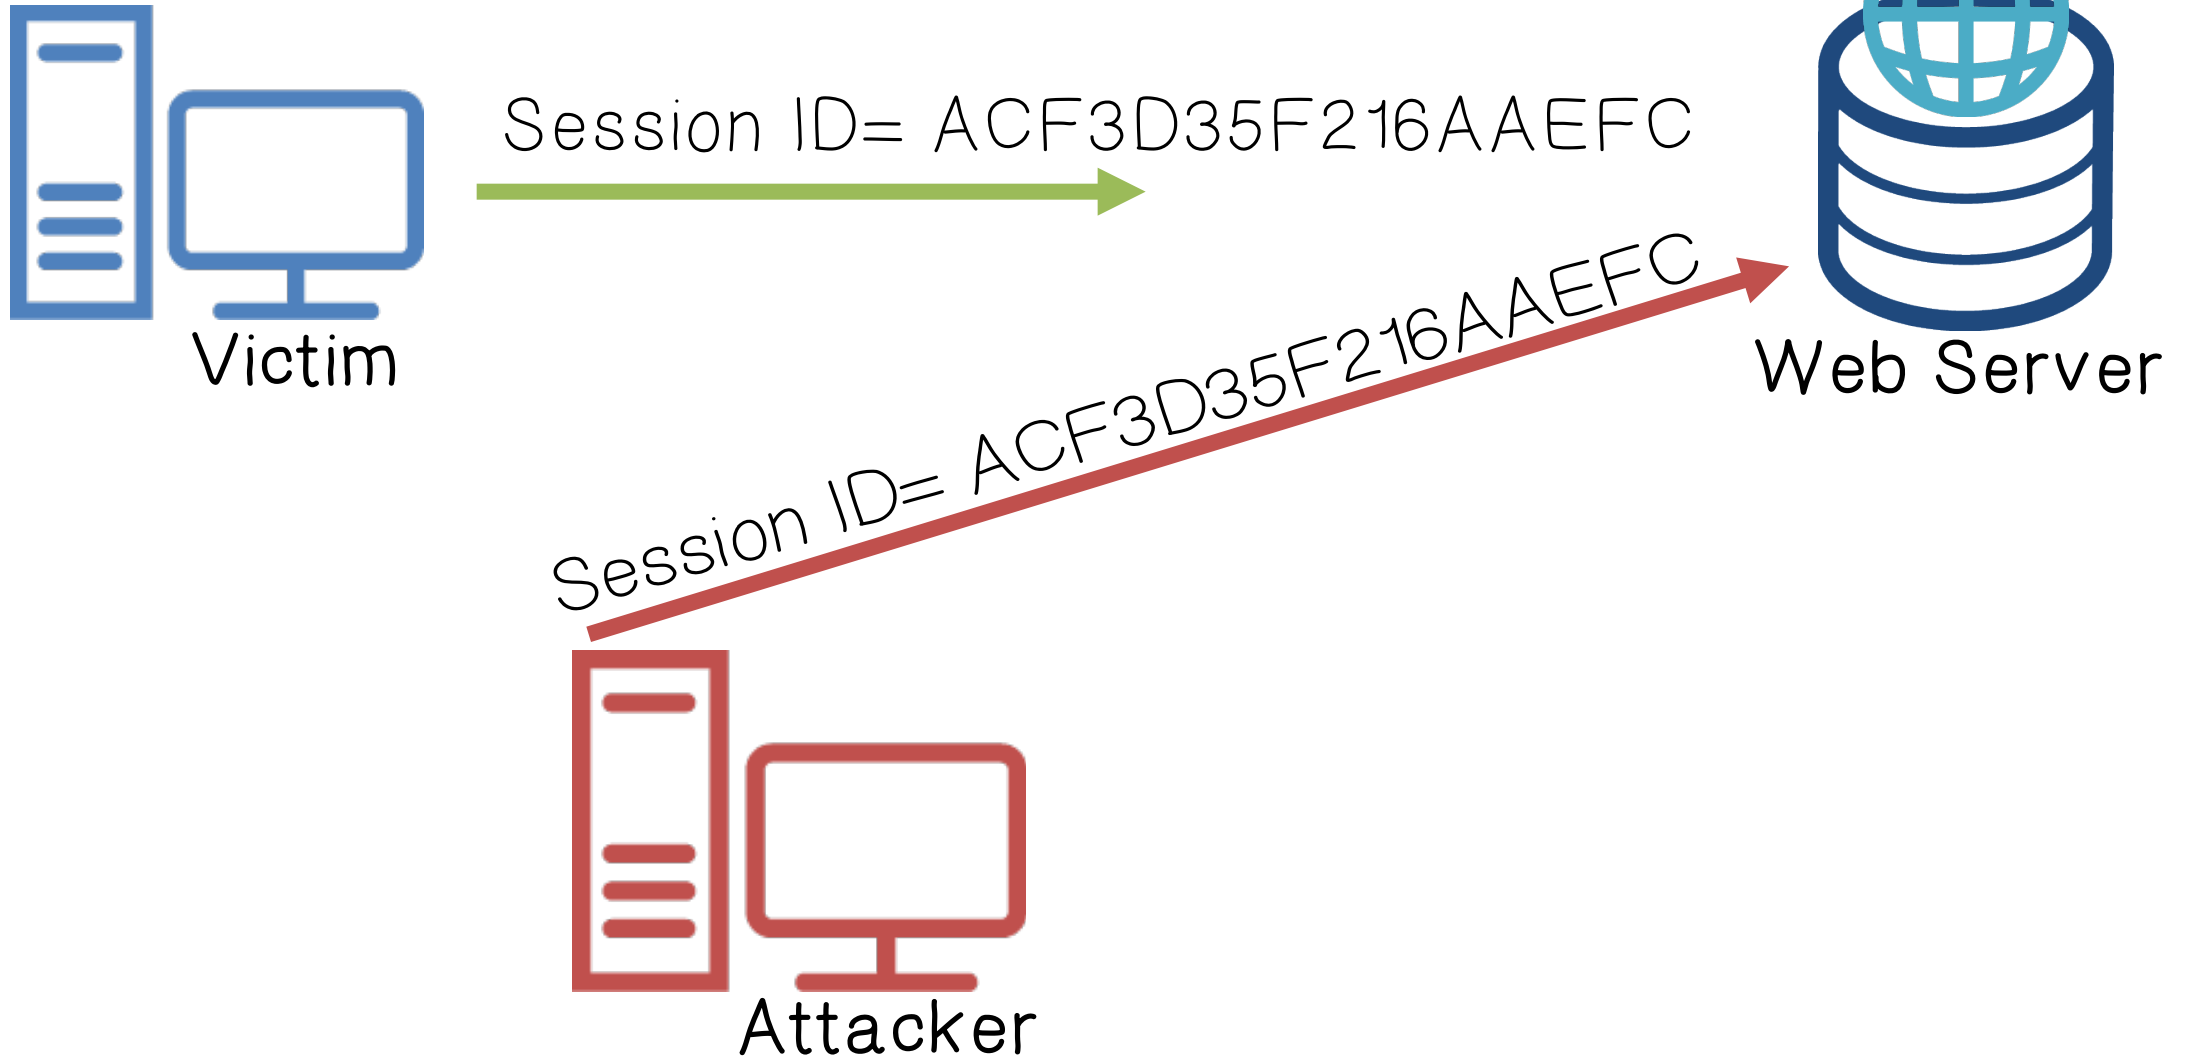 Session ID= ACF3D35F216AAEFC
Victim
Web Server
Session ID= ACF3D35F216AAEFC
Attacker